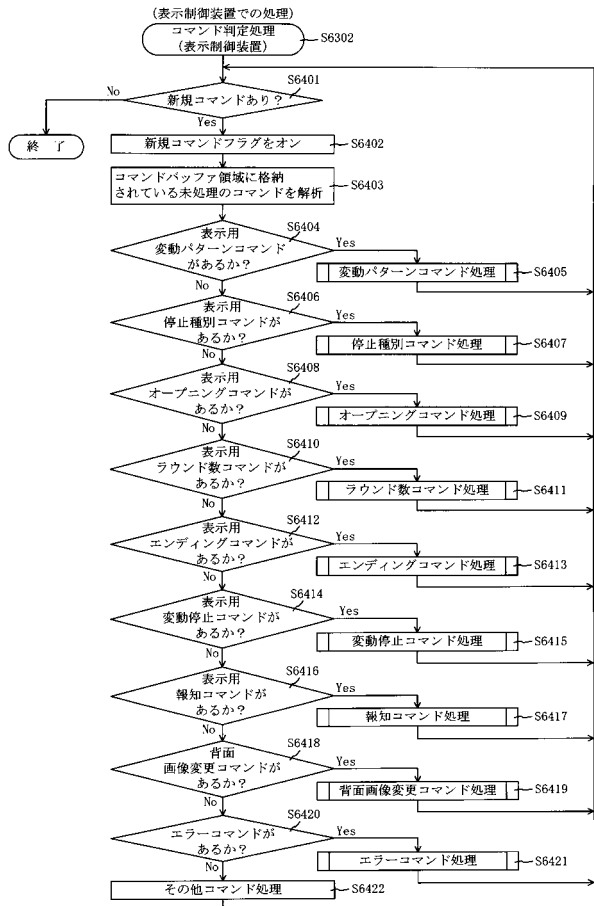 (表示制御装置での処理)
コマンド判定処理
(表示制御装置)
S6302
S6401
新規コマンドあり?
No
Yes
終了
新規コマンドフラグをオン
S6402
コマンドバッファ領域に格納
されている未処理のコマンドを解析
S6403
表示用
変動パターンコマンド
があるか?
S6404
Yes
No
変動パターンコマンド処理
S6405
表示用
停止種別コマンドが
あるか?
S6406
Yes
No
停止種別コマンド処理
S6407
表示用
オープニングコマンドが
あるか?
S6408
Yes
No
オープニングコマンド処理
S6409
表示用
ラウンド数コマンドが
あるか?
S6410
Yes
No
ラウンド数コマンド処理
S6411
表示用
エンディングコマンドが
あるか?
S6412
Yes
No
エンディングコマンド処理
S6413
表示用
変動停止コマンドが
あるか?
S6414
Yes
No
変動停止コマンド処理
S6415
表示用
報知コマンドが
あるか?
S6416
Yes
No
報知コマンド処理
S6417
背面
画像変更コマンドが
あるか?
S6418
Yes
No
背面画像変更コマンド処理
S6419
エラーコマンドが
あるか?
S6420
Yes
No
エラーコマンド処理
S6421
その他コマンド処理
S6422